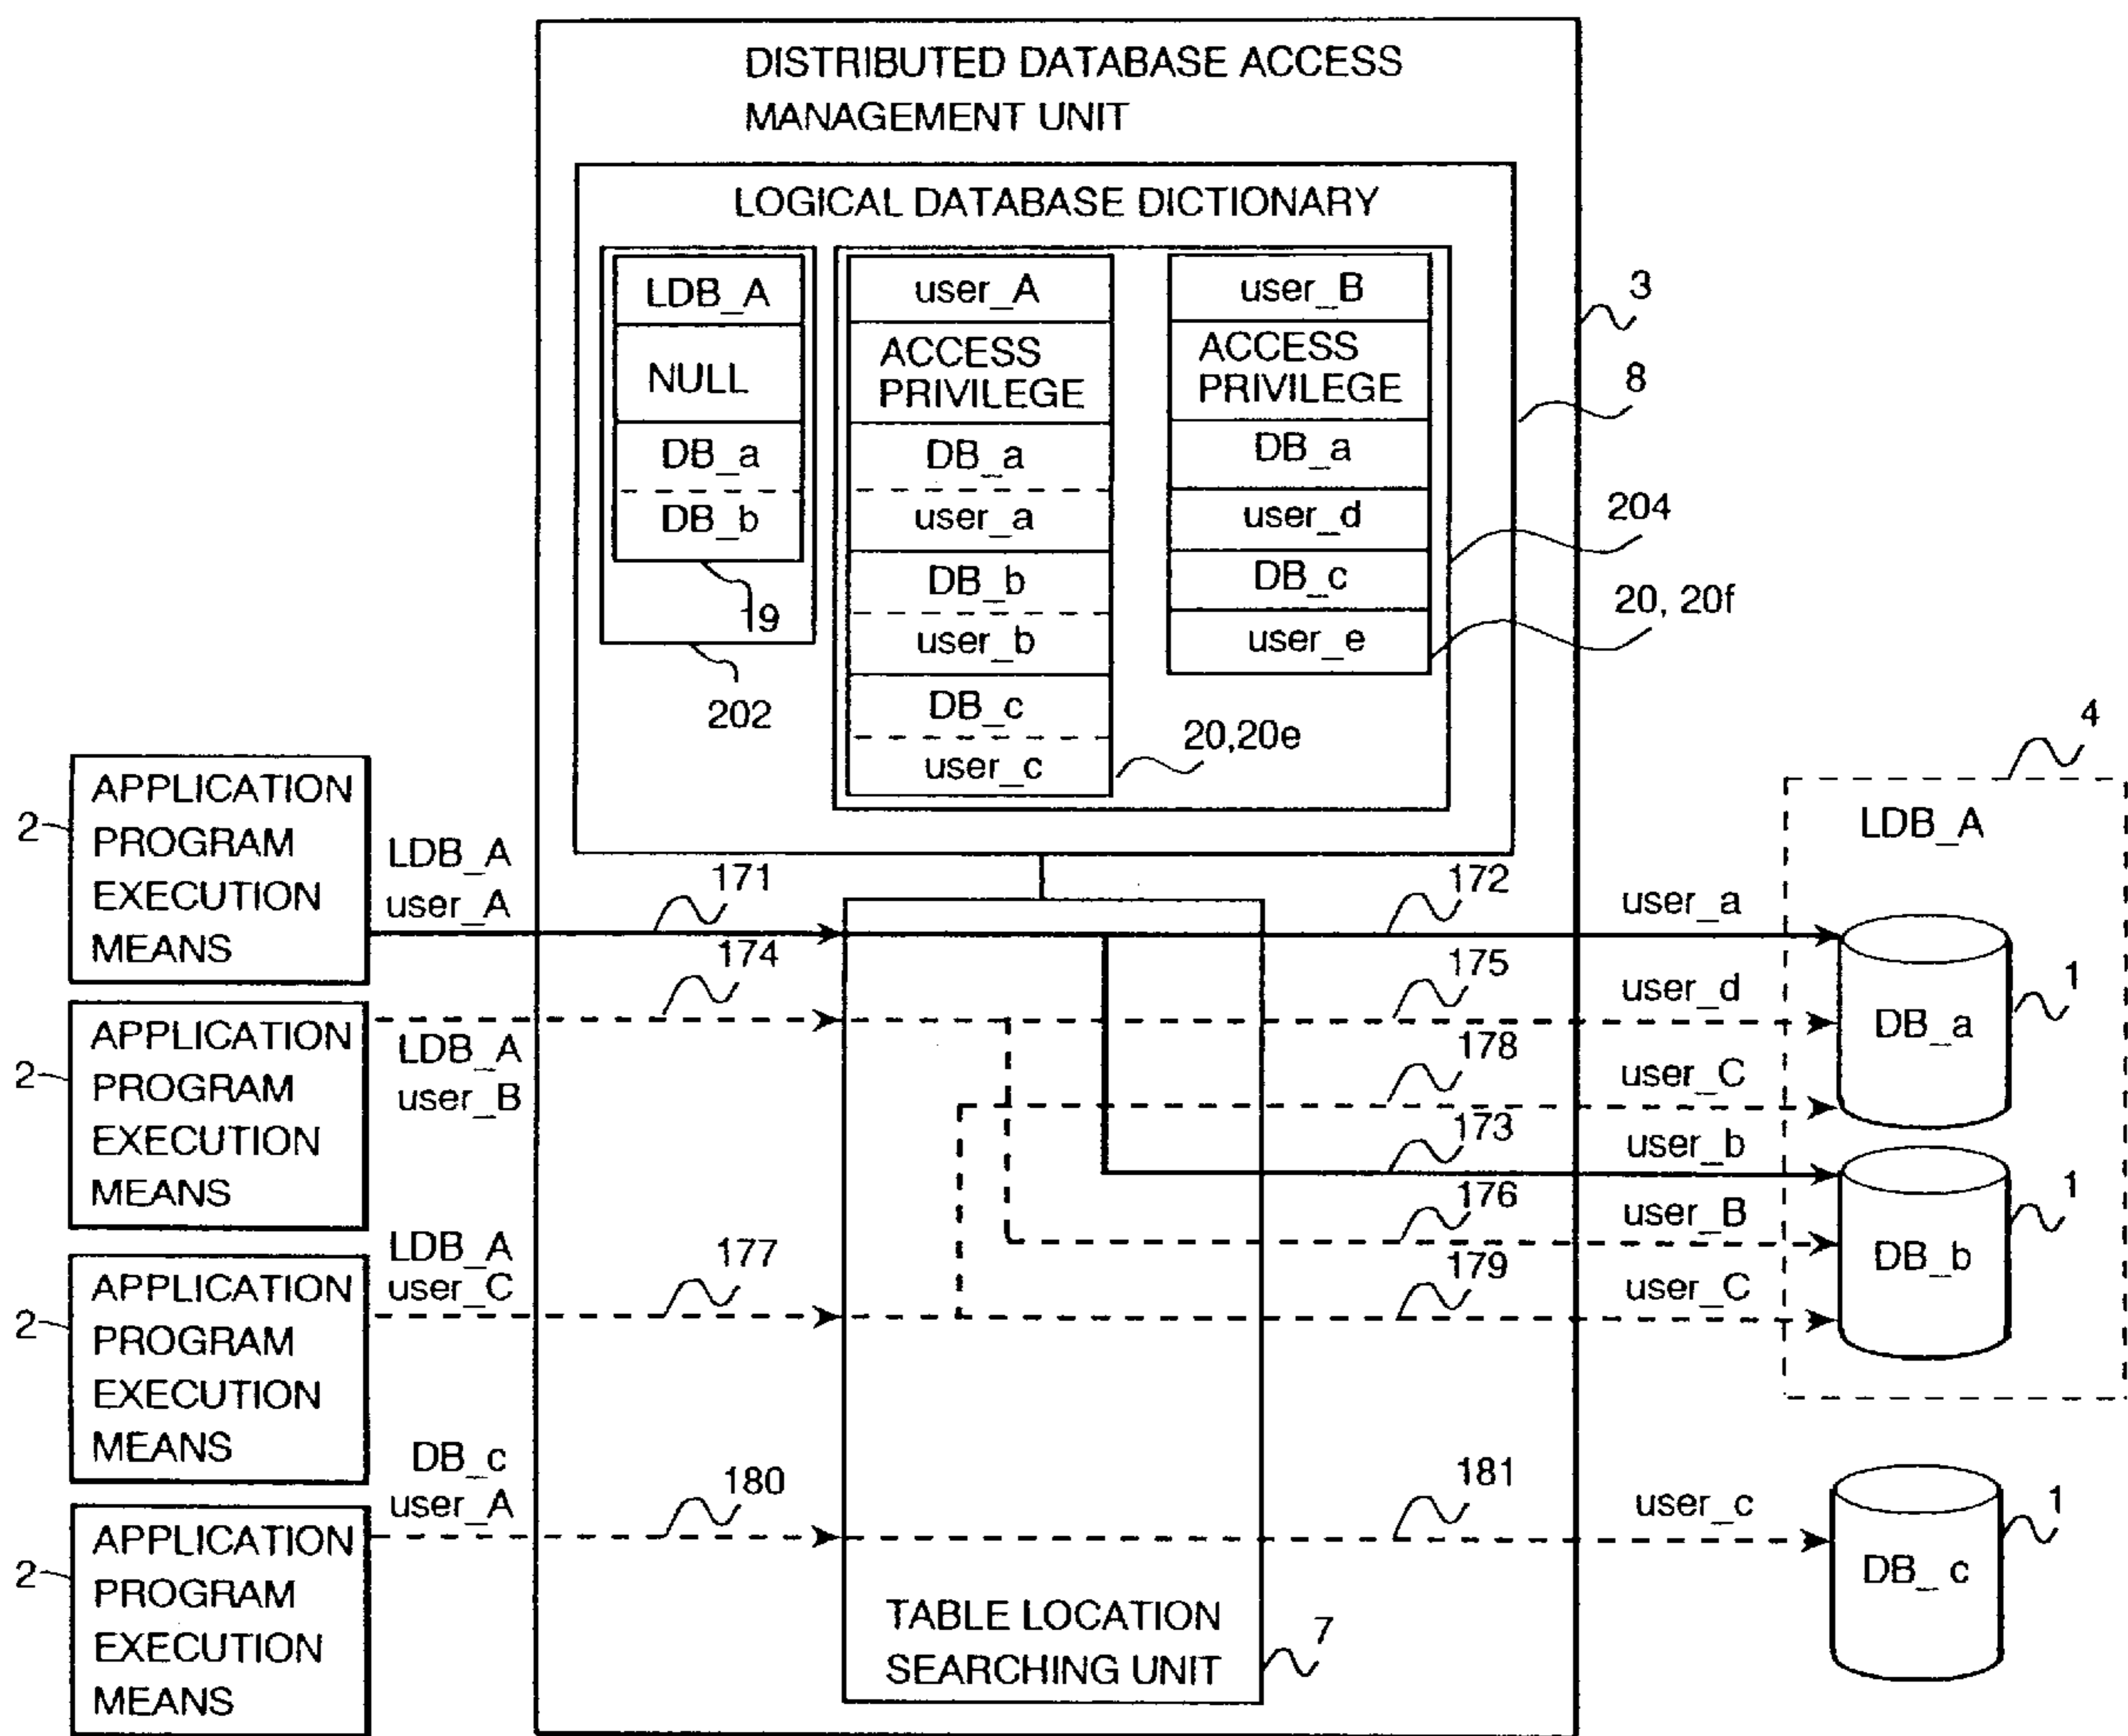 DISTRIBUTED DATABASE ACCESS
MANAGEMENT UNIT
LOGICAL DATABASE DICTIONARY
LDB_A
NULL
DB_a
DB_b
19
202
user_A
ACCESS
PRIVILEGE
DB_a
user_a
DB_b
user_b
DB_c
user_c
20,20e
user_B
ACCESS
PRIVILEGE
DB_a
user_d
DB_c
user_e
3
8
204
20, 20f
2
APPLICATION
PROGRAM
EXECUTION
MEANS
LDB_A
user_A
171
174
2
APPLICATION
PROGRAM
EXECUTION
MEANS
LDB_A
user_B
2
APPLICATION
PROGRAM
EXECUTION
MEANS
LDB_A
user_C
177
2
APPLICATION
PROGRAM
EXECUTION
MEANS
DB_c
user_A
180
TABLE LOCATION
SEARCHING UNIT
7
172
user_a
175
user_d
178
user_C
173
user_b
176
user_B
179
user_C
181
user_c
4
LDB_A
DB_a
1
DB_b
1
DB_c
1